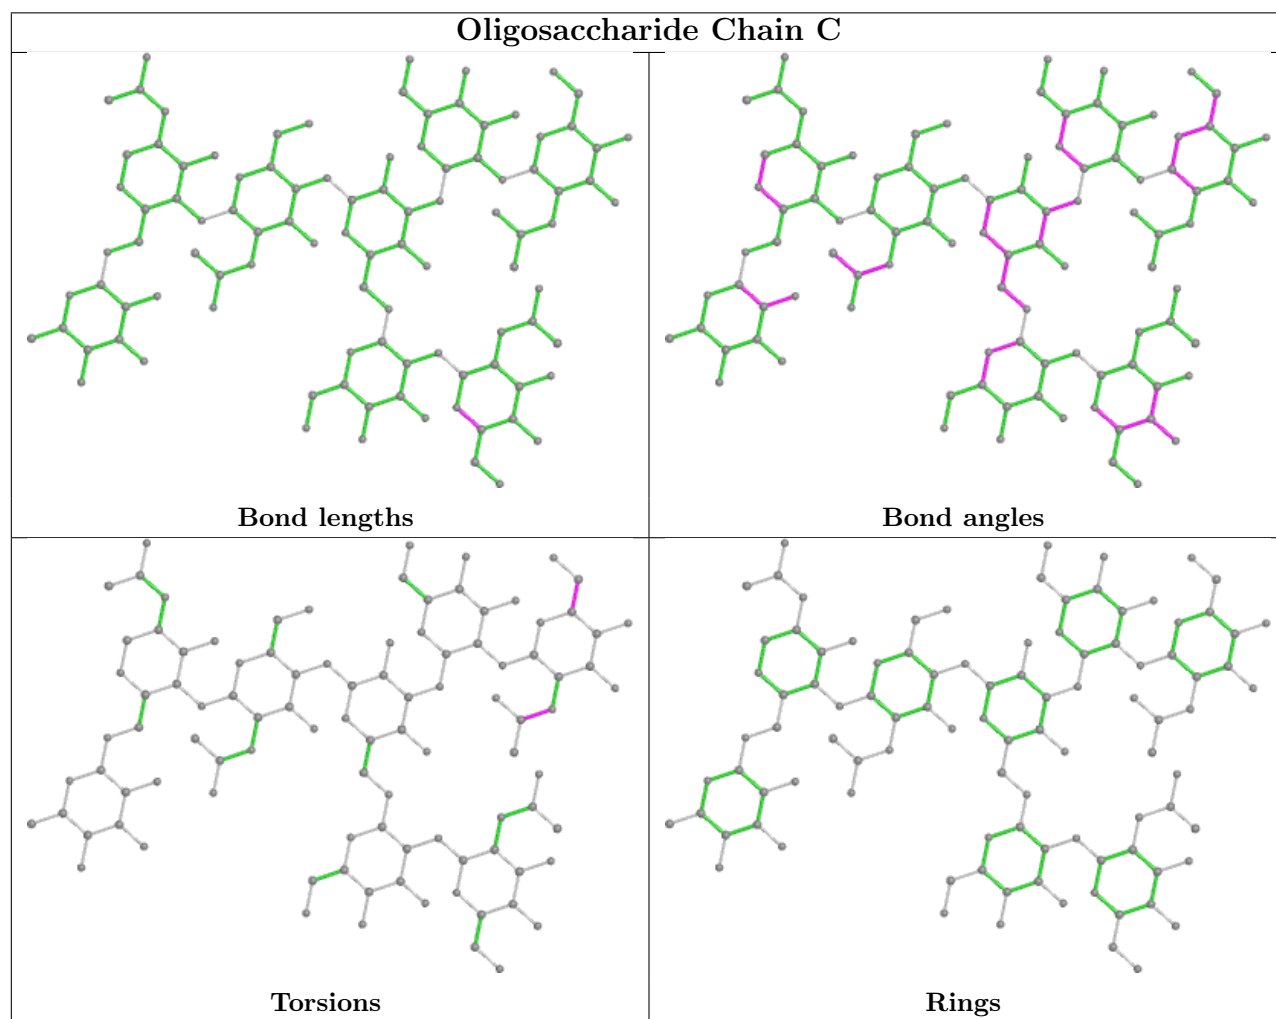 Oligosaccharide Chain C
Bond lengths
Bond angles
Torsions
Rings